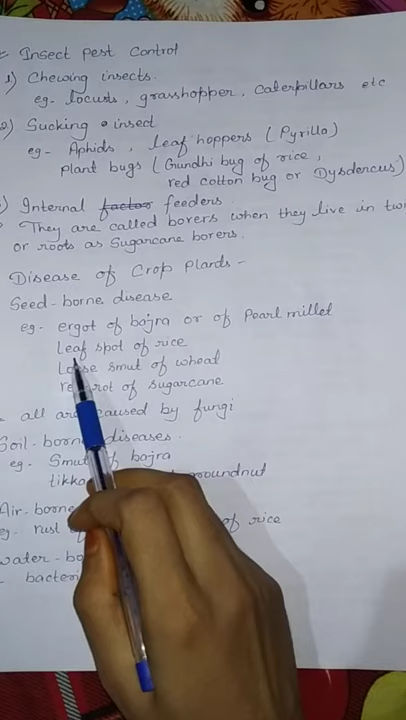 Insect pest control
1) Chewing insects.
eg- locusts, grasshopper, caterpillars etc
2) Sucking insect
eg- Aphids, leaf hoppers (Pyrilla)
plant bugs (Gundhi bug of rice,
red cotton bug or Dysdercus)
Internal feeders.
They are called borers when they live in
or roots as sugarcane borers.
Disease of Crop Plants -
Seed-borne disease
eg. ergot of bajra or of Pearl millet
Leaf spot of rice
Loose smut of wheat
rot of sugarcane
all are caused by fungi
Soil-borne diseases.
eg. Smut of bajra
tikka groundnut
Air-borne
eg. rust of rice
water-